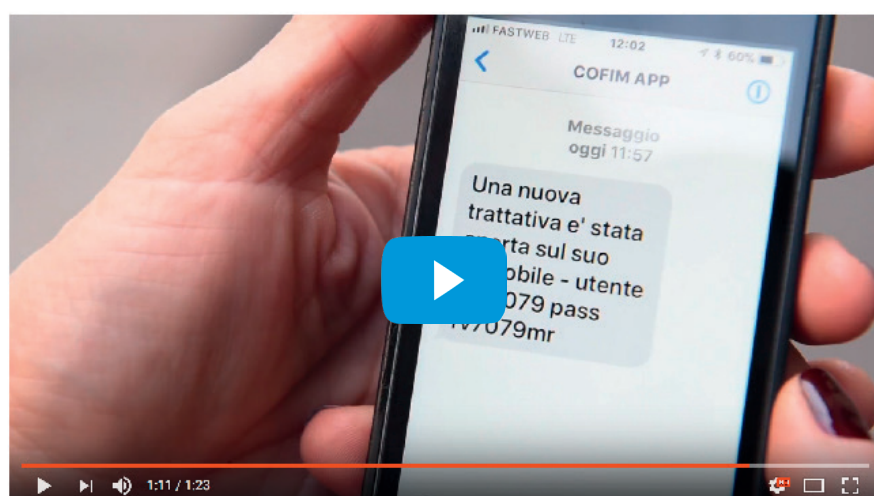 FASTWEB LTE 12:02 60%
COFIM APP
Messaggio
oggi 11:57
Una nuova
trattativa e' stata
sul suo
- utente
pass
1:11 / 1:23